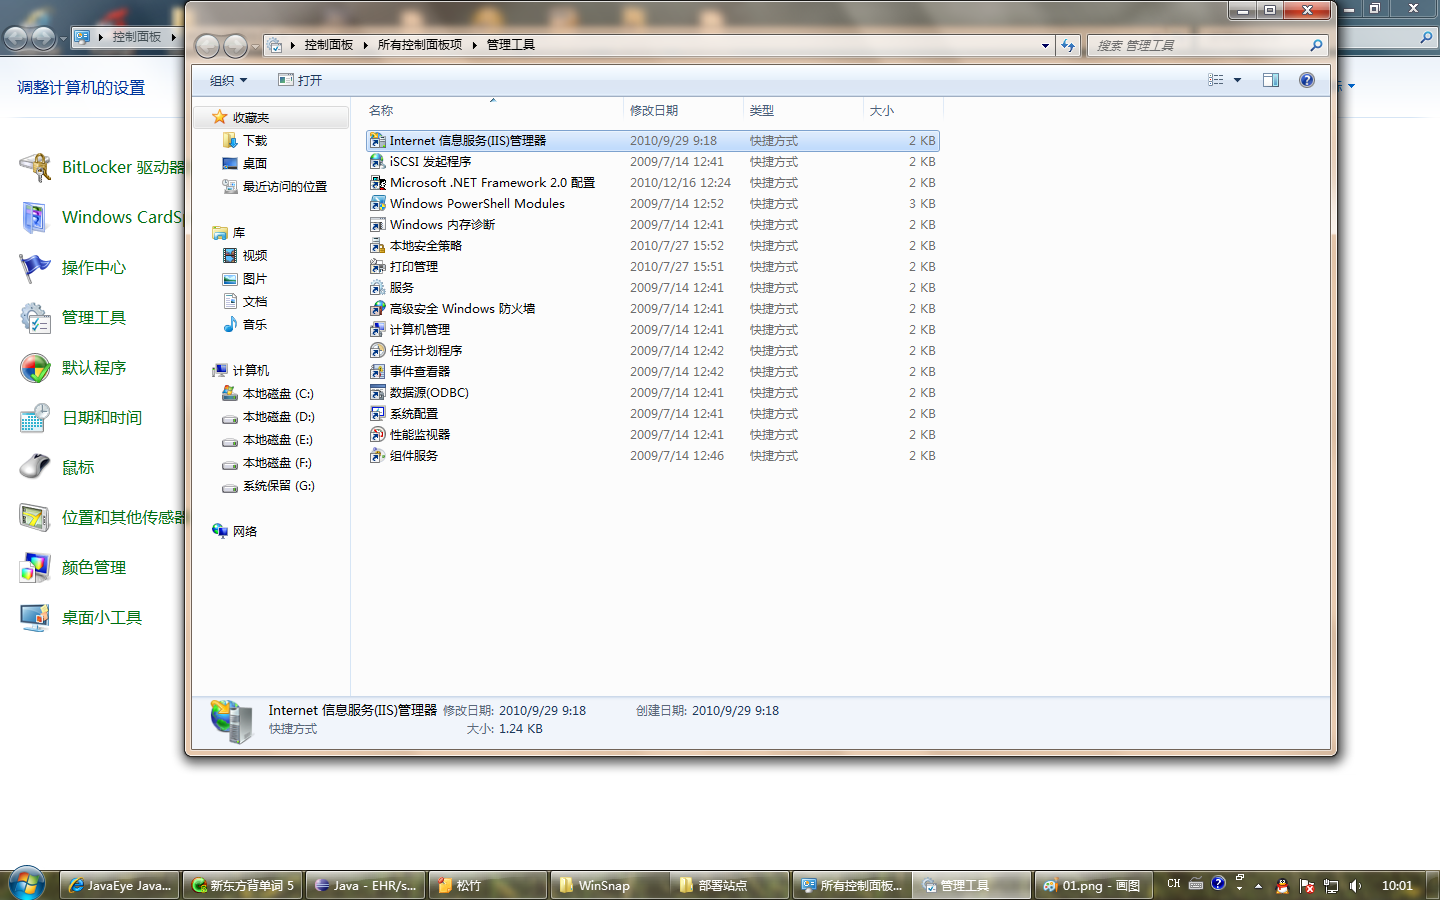 控制面板
控制面板 所有控制面板项 管理工具
搜索 管理工具
调整计算机的设置
组织 打开
BitLocker 驱动器
Windows CardSp
操作中心
管理工具
默认程序
日期和时间
鼠标
位置和其他传感器
颜色管理
桌面小工具
收藏夹
下载
桌面
最近访问的位置
库
视频
图片
文档
音乐
计算机
本地磁盘 (C:)
本地磁盘 (D:)
本地磁盘 (E:)
本地磁盘 (F:)
系统保留 (G:)
网络
名称 修改日期 类型 大小
Internet 信息服务(IIS)管理器 2010/9/29 9:18 快捷方式 2 KB
iSCSI 发起程序 2009/7/14 12:41 快捷方式 2 KB
Microsoft .NET Framework 2.0 配置 2010/12/16 12:24 快捷方式 2 KB
Windows PowerShell Modules 2009/7/14 12:52 快捷方式 3 KB
Windows 内存诊断 2009/7/14 12:41 快捷方式 2 KB
本地安全策略 2010/7/27 15:52 快捷方式 2 KB
打印管理 2010/7/27 15:51 快捷方式 2 KB
服务 2009/7/14 12:41 快捷方式 2 KB
高级安全 Windows 防火墙 2009/7/14 12:41 快捷方式 2 KB
计算机管理 2009/7/14 12:41 快捷方式 2 KB
任务计划程序 2009/7/14 12:42 快捷方式 2 KB
事件查看器 2009/7/14 12:42 快捷方式 2 KB
数据源(ODBC) 2009/7/14 12:41 快捷方式 2 KB
系统配置 2009/7/14 12:41 快捷方式 2 KB
性能监视器 2009/7/14 12:41 快捷方式 2 KB
组件服务 2009/7/14 12:46 快捷方式 2 KB
Internet 信息服务(IIS)管理器 修改日期: 2010/9/29 9:18 创建日期: 2010/9/29 9:18
快捷方式 大小: 1.24 KB
JavaEye Java... 新东方背单词 5 Java - EHR/s... 松竹 WinSnap 部署站点 所有控制面板... 管理工具 01.png - 画图 CH 10:01